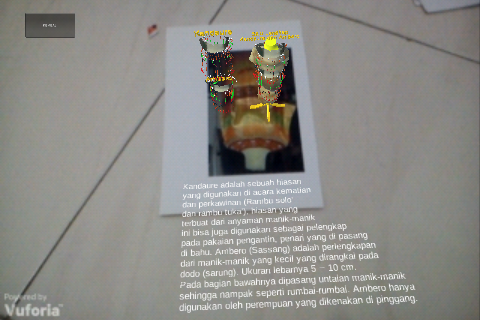 Kandaure adalah sebuah hiasan
yang digunakan di acara kematian
dan perkawinan (Rambu solo'
dan rambu tuka'), hiasan yang
terbuat dari anyaman manik-manik
ini bisa juga digunakan sebagai pelengkap
pada pakaian pengantin, penari yang di pasang
di bahu. Ambero (Sassang) adalah perlengkapan
dari manik-manik yang kecil yang dirangkai pada
dodo (sarung). Ukuran lebarnya 5 – 10 cm.
Pada bagian bawahnya dipasang untaian manik-manik
sehingga nampak seperti rumbai-rumbai. Ambero hanya
digunakan oleh perempuan yang dikenakan di pinggang.
Powered by
Vuforia™